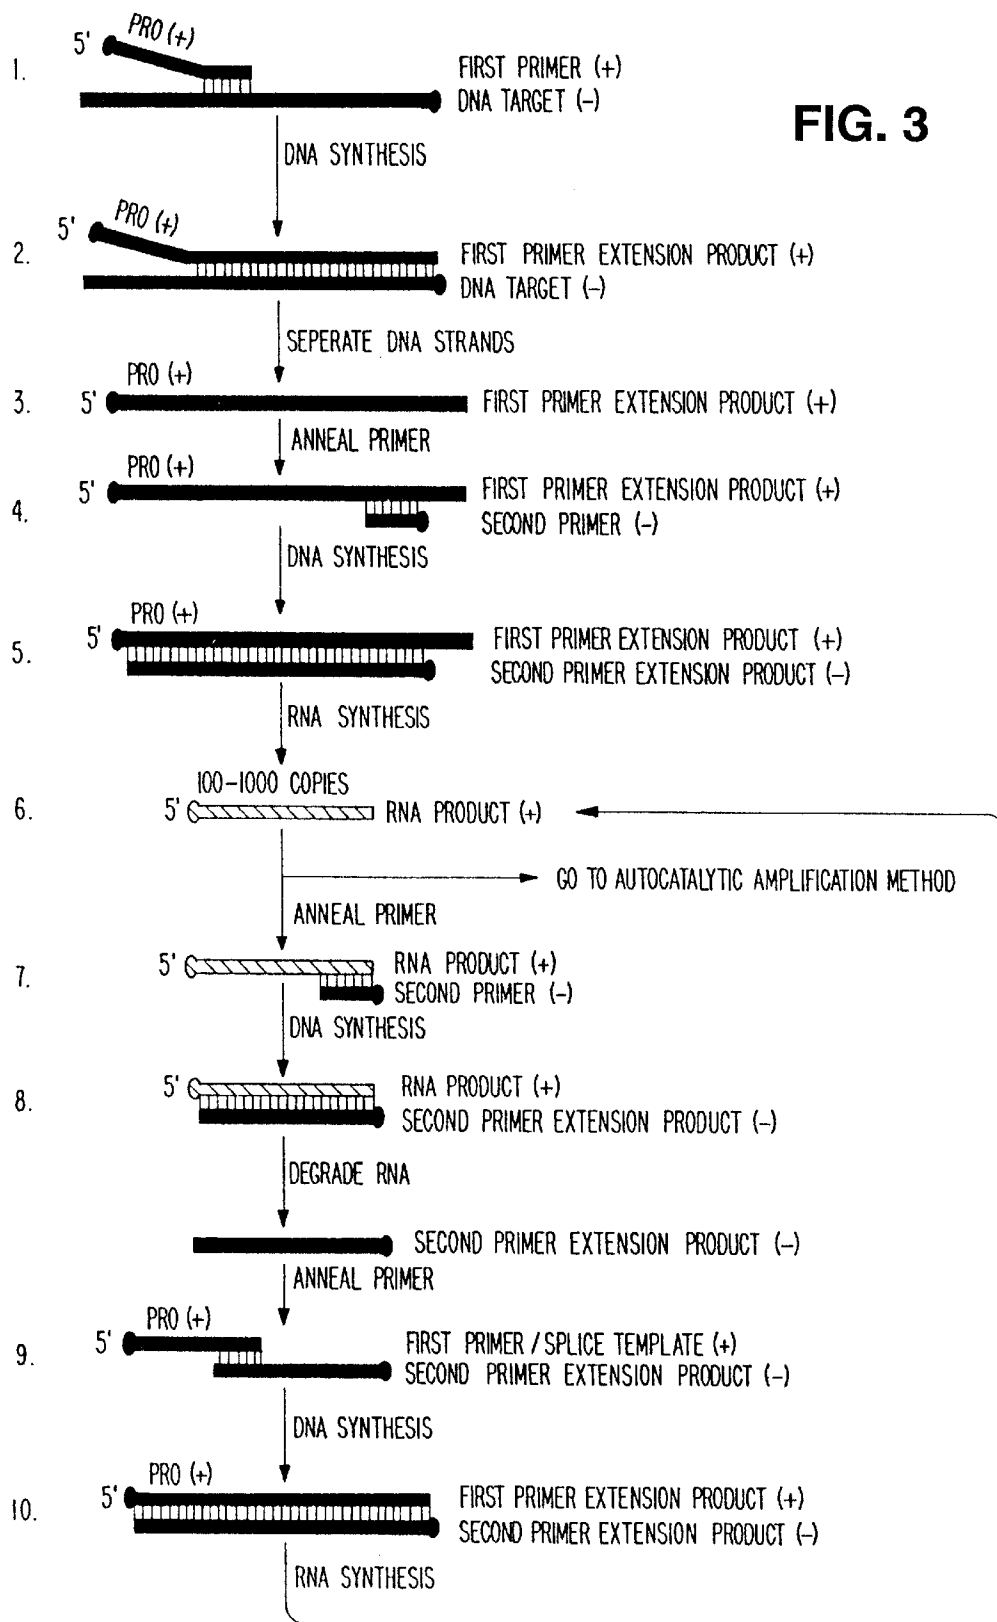 FIG. 3
1.
5' PRO (+)
FIRST PRIMER (+)
DNA TARGET (-)
DNA SYNTHESIS
2.
5' PRO (+)
FIRST PRIMER EXTENSION PRODUCT (+)
DNA TARGET (-)
SEPERATE DNA STRANDS
PRO (+)
3. 5' FIRST PRIMER EXTENSION PRODUCT (+)
ANNEAL PRIMER
PRO (+)
5' FIRST PRIMER EXTENSION PRODUCT (+)
4.
SECOND PRIMER (-)
DNA SYNTHESIS
PRO (+)
5' FIRST PRIMER EXTENSION PRODUCT (+)
5.
SECOND PRIMER EXTENSION PRODUCT (-)
RNA SYNTHESIS
100-1000 COPIES
6. 5' RNA PRODUCT (+)
GO TO AUTOCATALYTIC AMPLIFICATION METHOD
ANNEAL PRIMER
5' RNA PRODUCT (+)
7.
SECOND PRIMER (-)
DNA SYNTHESIS
5' RNA PRODUCT (+)
8.
SECOND PRIMER EXTENSION PRODUCT (-)
DEGRADE RNA
SECOND PRIMER EXTENSION PRODUCT (-)
ANNEAL PRIMER
PRO (+)
5' FIRST PRIMER / SPLICE TEMPLATE (+)
9.
SECOND PRIMER EXTENSION PRODUCT (-)
DNA SYNTHESIS
PRO (+)
5' FIRST PRIMER EXTENSION PRODUCT (+)
10.
SECOND PRIMER EXTENSION PRODUCT (-)
RNA SYNTHESIS